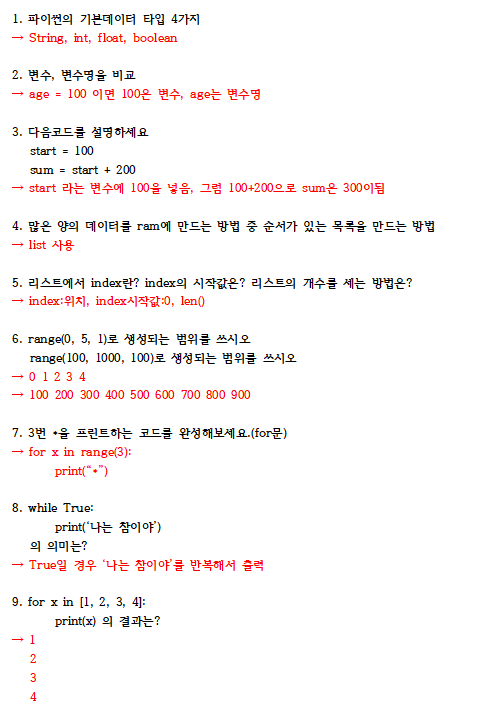 1. 파이썬의 기본데이터 타입 4가지
→ String, int, float, boolean
2. 변수, 변수명을 비교
→ age = 100 이면 100은 변수, age는 변수명
3. 다음코드를 설명하세요
start = 100
sum = start + 200
→ start 라는 변수에 100을 넣음, 그럼 100+200으로 sum은 300이됨
4. 많은 양의 데이터를 ram에 만드는 방법 중 순서가 있는 목록을 만드는 방법
→ list 사용
5. 리스트에서 index란? index의 시작값은? 리스트의 개수를 세는 방법은?
→ index:위치, index시작값:0, len()
6. range(0, 5, 1)로 생성되는 범위를 쓰시오
range(100, 1000, 100)로 생성되는 범위를 쓰시오
→ 0 1 2 3 4
→ 100 200 300 400 500 600 700 800 900
7. 3번 *을 프린트하는 코드를 완성해보세요.(for문)
→ for x in range(3):
print(“*”)
8. while True:
print(‘나는 참이야’)
의 의미는?
→ True일 경우 ‘나는 참이야’를 반복해서 출력
9. for x in [1, 2, 3, 4]:
print(x) 의 결과는?
→ 1
2
3
4